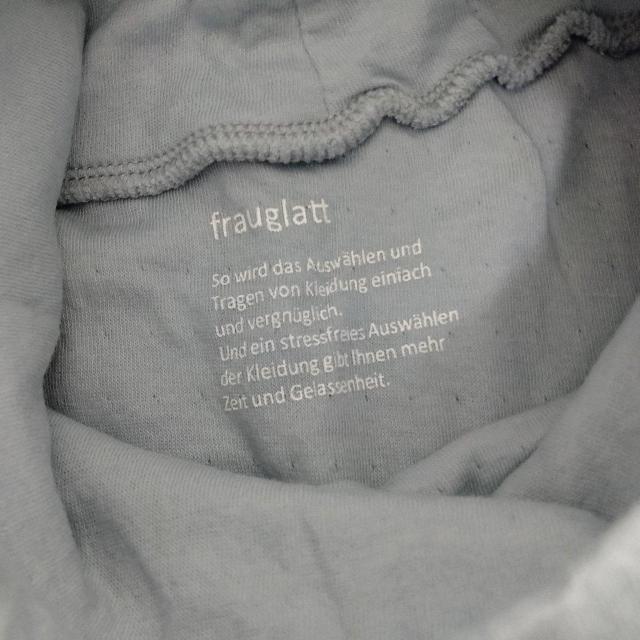 frauglatt
So wird das Auswählen und
Tragen von Kleidung einfach
und vergnüglich.
Und ein stressfreies Auswählen
der Kleidung gibt Ihnen mehr
Zeit und Gelassenheit.